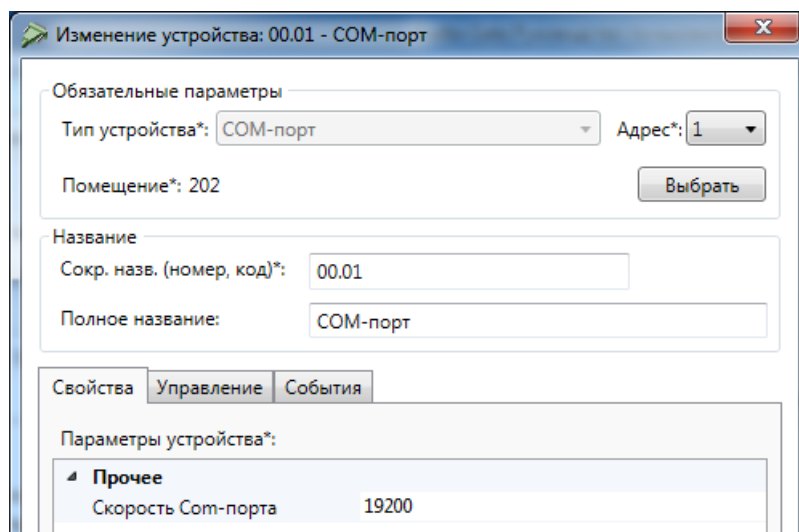 Изменение устройства: 00.01 - COM-порт
Обязательные параметры
Тип устройства*: COM-порт Адрес*: 1
Помещение*: 202 Выбрать
Название
Сокр. назв. (номер, код)*: 00.01
Полное название: COM-порт
Свойства Управление События
Параметры устройства*:
Прочее
Скорость Com-порта 19200